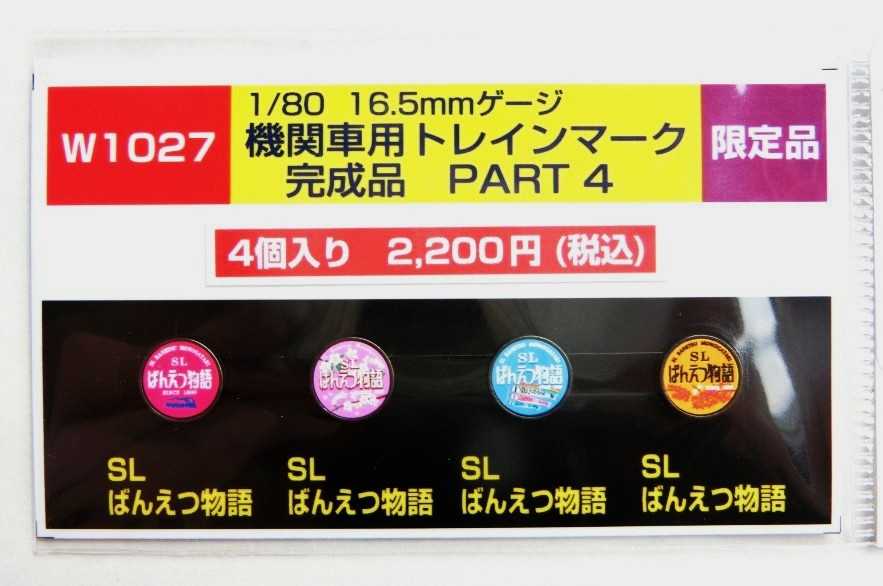 W1027
1/80 16.5mmゲージ
機関車用トレインマーク
完成品 PART 4
限定品
4個入り 2,200円 (税込)
SL
ばんえつ物語
SINCE 1999
SL
ばんえつ物語
SL
ばんえつ物語
SL
ばんえつ物語
SL
ばんえつ物語
SL
ばんえつ物語
SL
ばんえつ物語
SL
ばんえつ物語